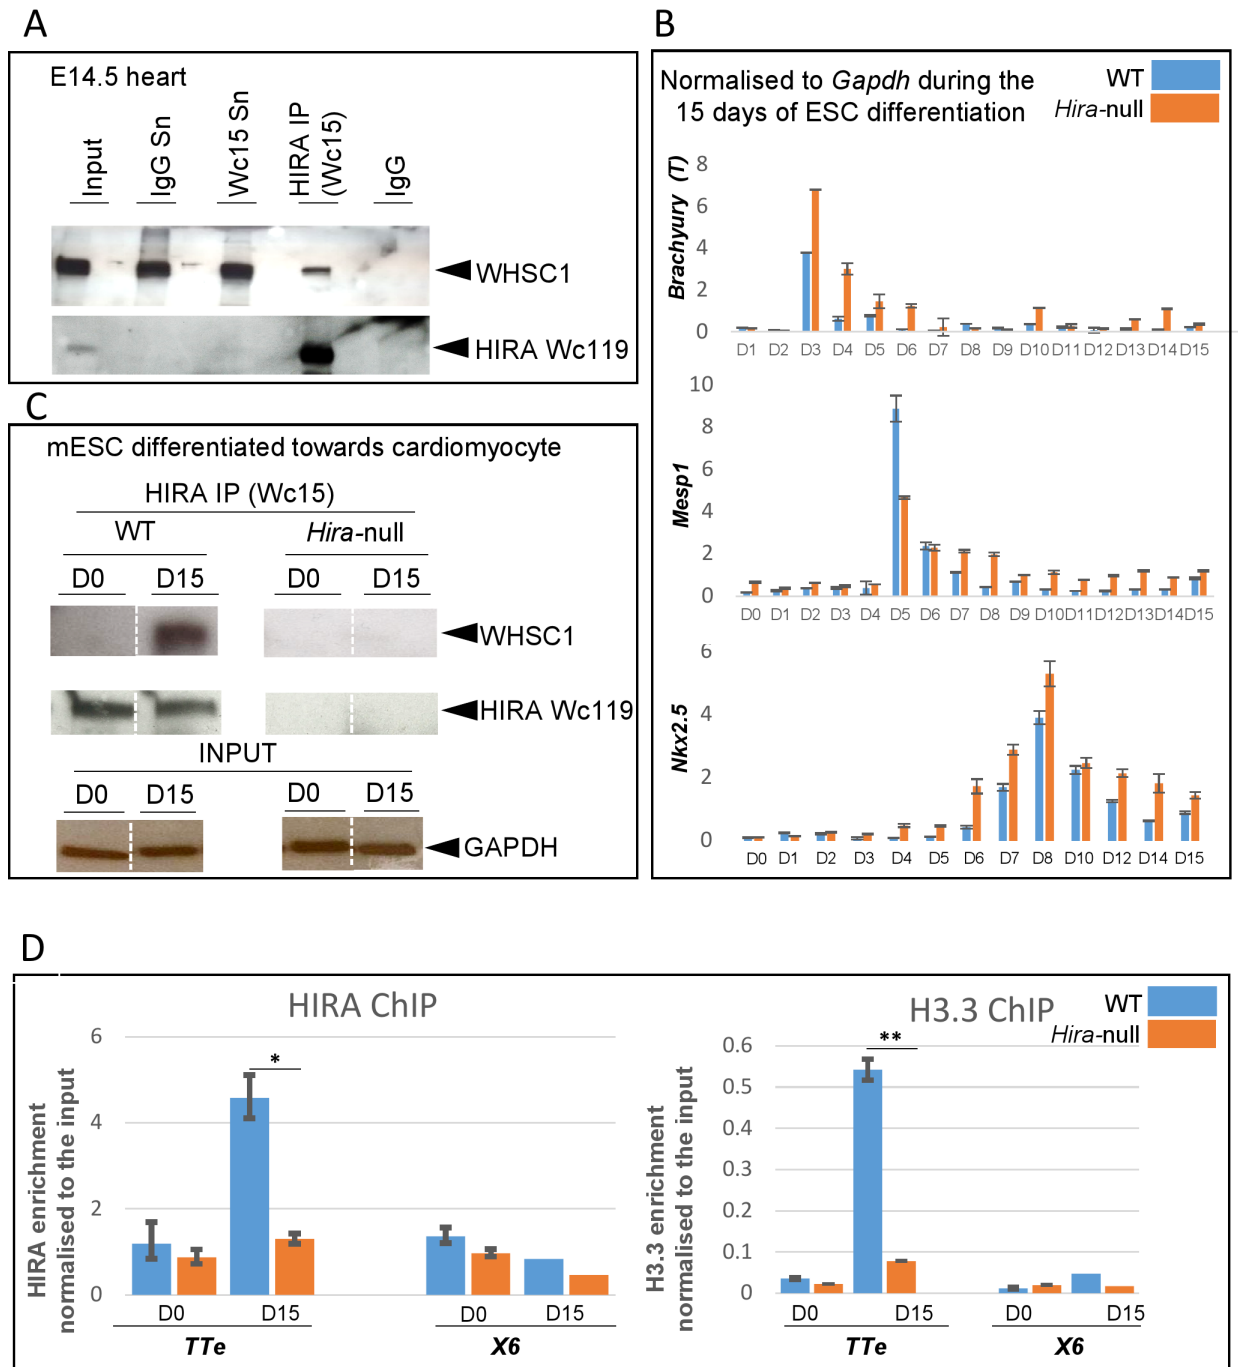 A
E14.5 heart
Input
IgG Sn
Wc15 Sn
HIRA IP
(Wc15)
IgG
WHSC1
HIRA Wc119
B
Normalised to Gapdh during the
15 days of ESC differentiation
WT
Hira-null
Brachyury (T)
8
6
4
2
0
D1 D2 D3 D4 D5 D6 D7 D8 D9 D10 D11 D12 D13 D14 D15
Mesp1
10
8
6
4
2
0
D0 D1 D2 D3 D4 D5 D6 D7 D8 D9 D10 D11 D12 D13 D14 D15
Nkx2.5
6
4
2
0
D0 D1 D2 D3 D4 D5 D6 D7 D8 D10 D12 D14 D15
C
mESC differentiated towards cardiomyocyte
HIRA IP (Wc15)
WT Hira-null
D0 D15 D0 D15
WHSC1
HIRA Wc119
INPUT
D0 D15 D0 D15
GAPDH
D
HIRA ChIP
HIRA enrichment
normalised to the input
6
4
2
0
*
D0 D15 D0 D15
TTe X6
H3.3 ChIP
WT
Hira-null
H3.3 enrichment
normalised to the input
0.6
0.5
0.4
0.3
0.2
0.1
0
**
D0 D15 D0 D15
TTe X6